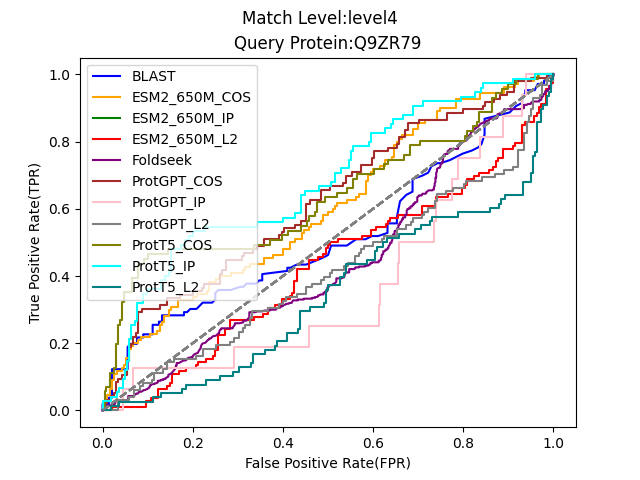 Match Level:level4
Query Protein:Q9ZR79
True Positive Rate(TPR)
1.0
0.8
0.6
0.4
0.2
0.0
BLAST
ESM2_650M_COS
ESM2_650M_IP
ESM2_650M_L2
Foldseek
ProtGPT_COS
ProtGPT_IP
ProtGPT_L2
ProtT5_COS
ProtT5_IP
ProtT5_L2
0.0 0.2 0.4 0.6 0.8 1.0
False Positive Rate(FPR)